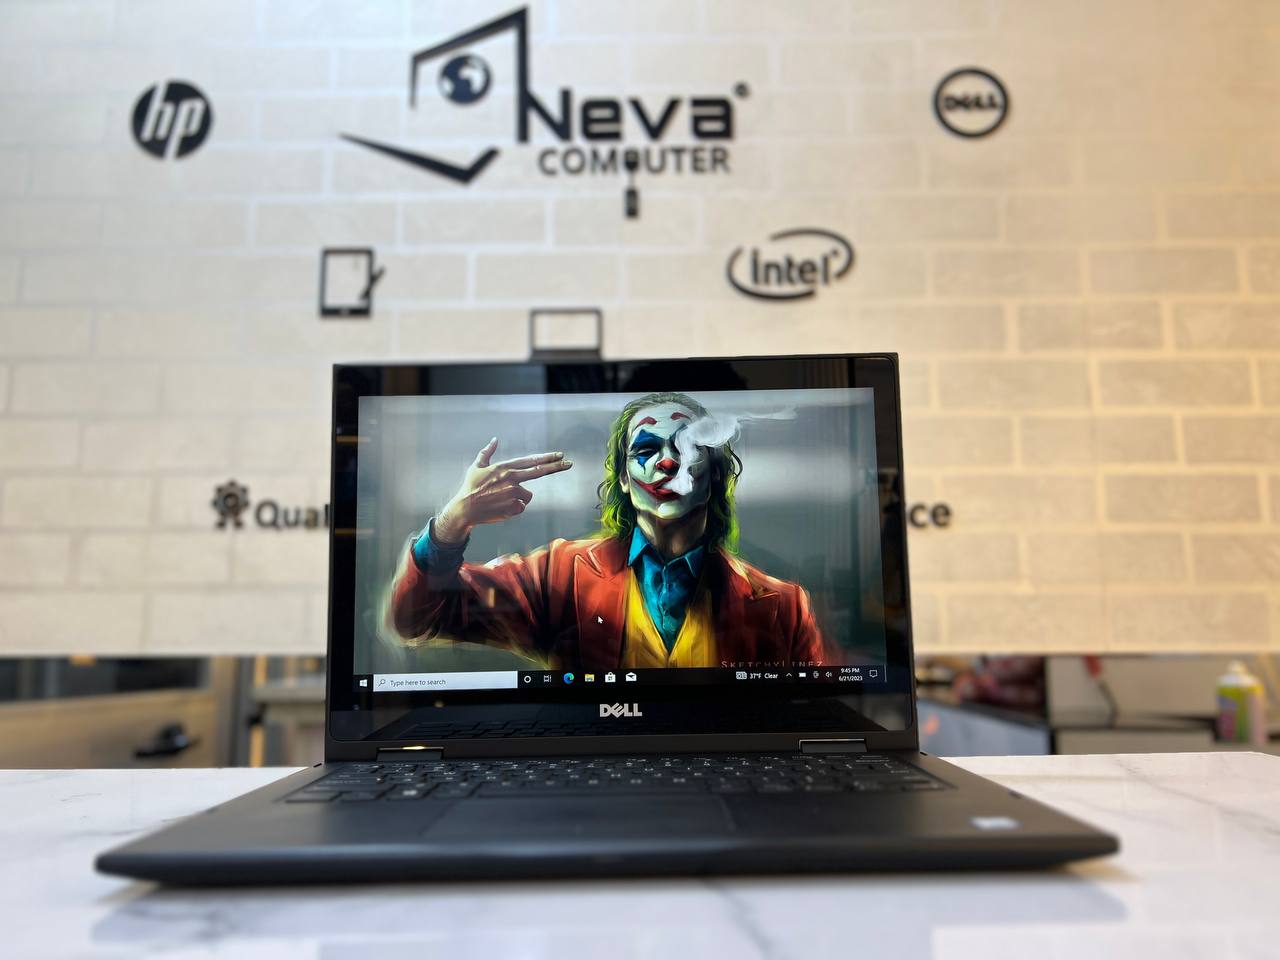 hp
Neva
COMPUTER
DELL
intel
Qua
ce
SKETCHYLINEZ
Type here to search
37°F Clear
9:45 PM
6/21/2023
DELL